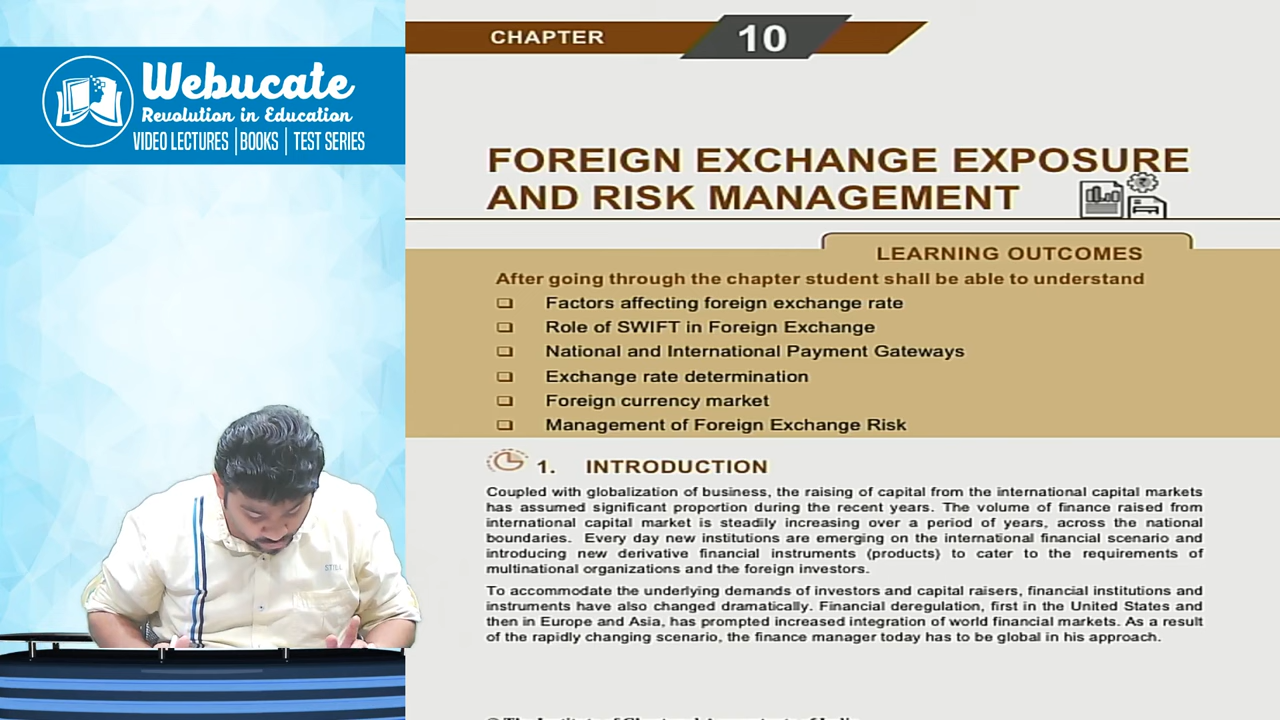 Webucate
Revolution in Education
VIDEO LECTURES | BOOKS | TEST SERIES
CHAPTER 10
FOREIGN EXCHANGE EXPOSURE
AND RISK MANAGEMENT
LEARNING OUTCOMES
After going through the chapter student shall be able to understand
❑ Factors affecting foreign exchange rate
❑ Role of SWIFT in Foreign Exchange
❑ National and International Payment Gateways
❑ Exchange rate determination
❑ Foreign currency market
❑ Management of Foreign Exchange Risk
1. INTRODUCTION
Coupled with globalization of business, the raising of capital from the international capital markets
has assumed significant proportion during the recent years. The volume of finance raised from
international capital market is steadily increasing over a period of years, across the national
boundaries. Every day new institutions are emerging on the international financial scenario and
introducing new derivative financial instruments (products) to cater to the requirements of
multinational organizations and the foreign investors.
To accommodate the underlying demands of investors and capital raisers, financial institutions and
instruments have also changed dramatically. Financial deregulation, first in the United States and
then in Europe and Asia, has prompted increased integration of world financial markets. As a result
of the rapidly changing scenario, the finance manager today has to be global in his approach.